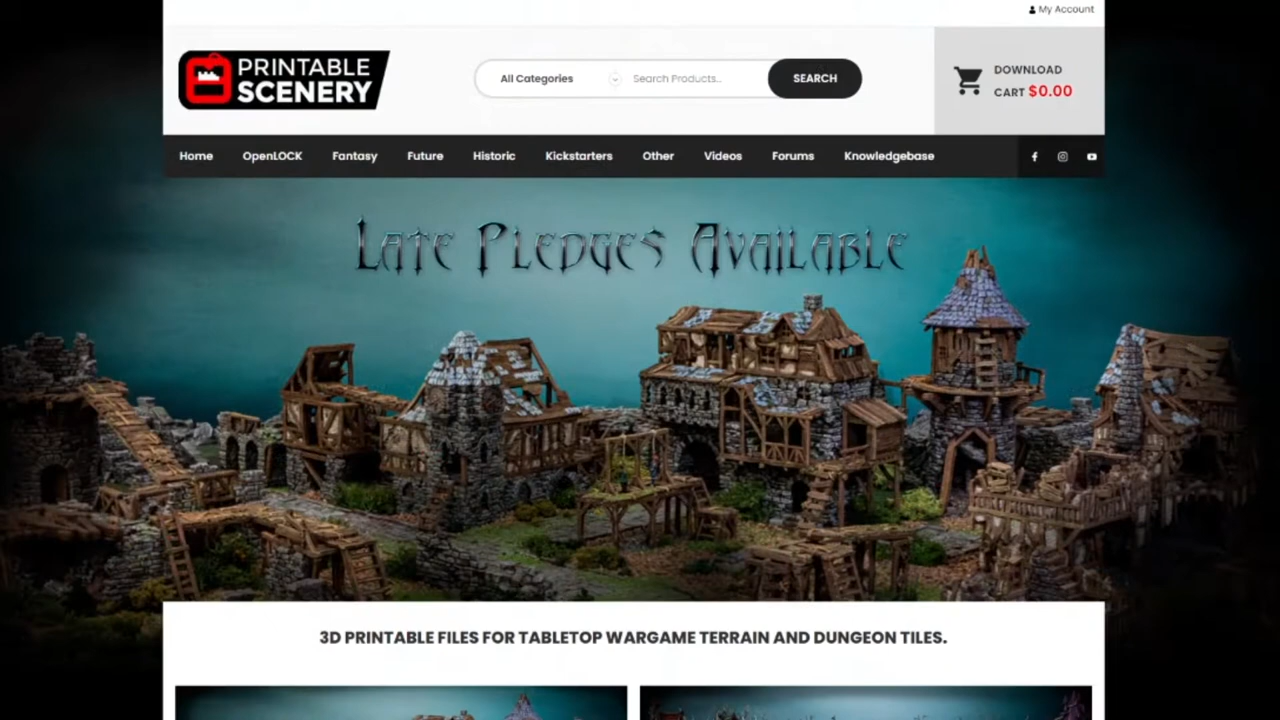 My Account
PRINTABLE
SCENERY
All Categories
Search Products...
SEARCH
DOWNLOAD
CART $0.00
Home OpenLOCK Fantasy Future Historic Kickstarters Other Videos Forums Knowledgebase
Late Pledges Available
3D PRINTABLE FILES FOR TABLETOP WARGAME TERRAIN AND DUNGEON TILES.